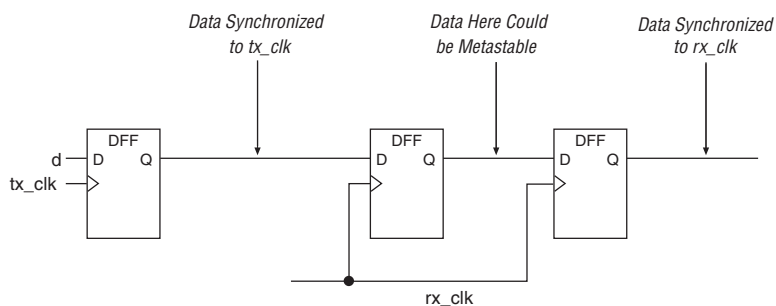 Data Synchronized
to tx_clk
Data Here Could
be Metastable
Data Synchronized
to rx_clk
DFF
D Q
d
tx_clk
DFF
D Q
DFF
D Q
rx_clk